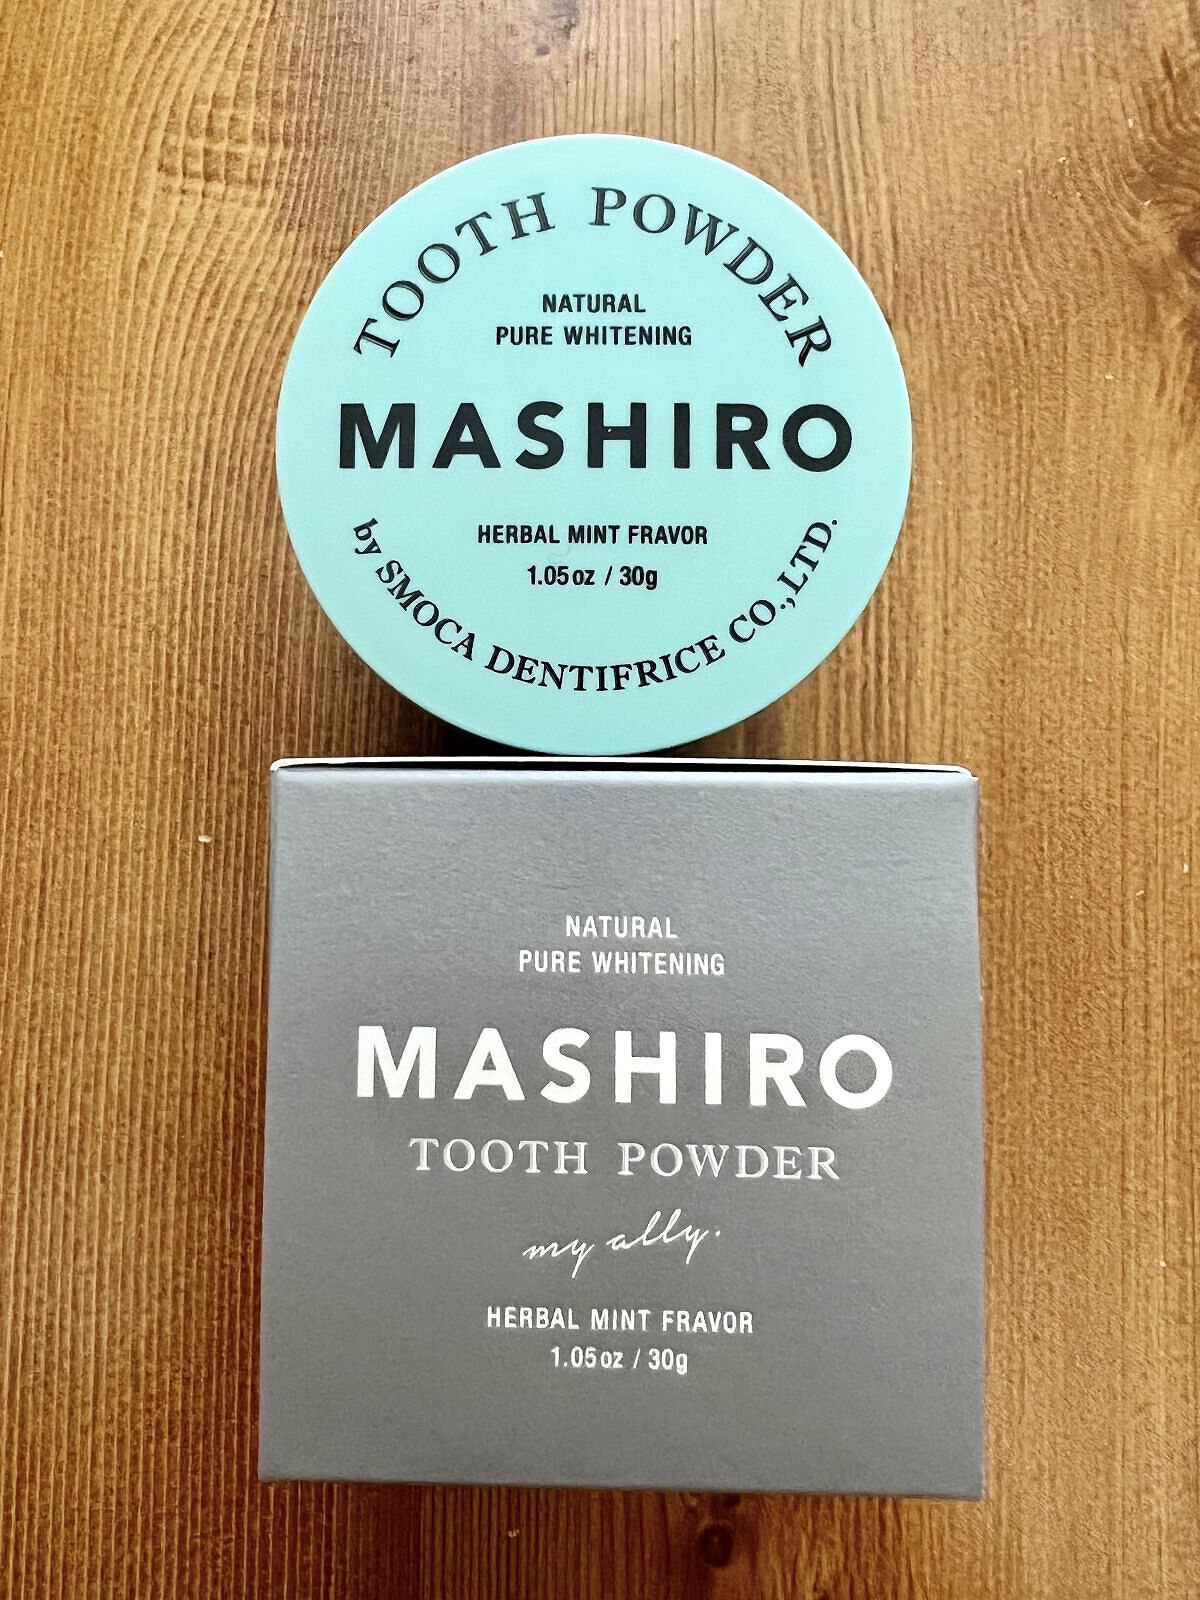 TOOTH POWDER
NATURAL
PURE WHITENING
MASHIRO
HERBAL MINT FRAVOR
1.05oz / 30g
by SMOCA DENTIFRICE CO.,LTD.
NATURAL
PURE WHITENING
MASHIRO
TOOTH POWDER
my ally.
HERBAL MINT FRAVOR
1.05oz / 30g